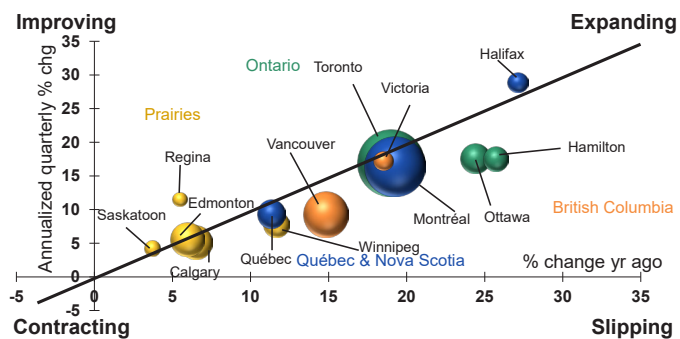 Improving
Expanding
35
30
25
20
15
10
5
0
-5
Annualized quarterly % chg
Ontario
Toronto
Halifax
Victoria
Prairies
Vancouver
Regina
Hamilton
Edmonton
Saskatoon
Montréal
Ottawa
British Columbia
Québec
Winnipeg
Calgary
Québec & Nova Scotia
% change yr ago
-5 0 5 10 15 20 25 30 35
Contracting
Slipping